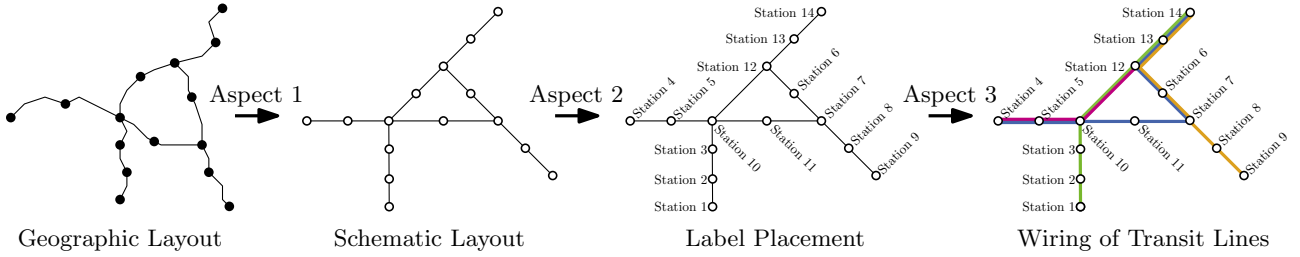 Aspect 1
Aspect 2
Aspect 3
Station 14
Station 13
Station 12
Station 6
Station 4
Station 5
Station 7
Station 8
Station 9
Station 3
Station 10
Station 11
Station 2
Station 1
Station 14
Station 13
Station 12
Station 6
Station 4
Station 5
Station 7
Station 8
Station 9
Station 3
Station 10
Station 11
Station 2
Station 1
Geographic Layout
Schematic Layout
Label Placement
Wiring of Transit Lines